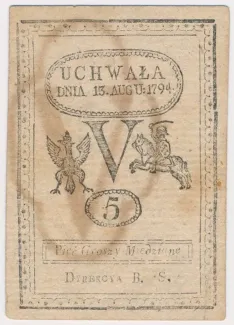 UCHWAŁA
DNIA 13. AUGU: 1794
V
5
Pięć Groszy Miedziane
DYREKCYA B. S.